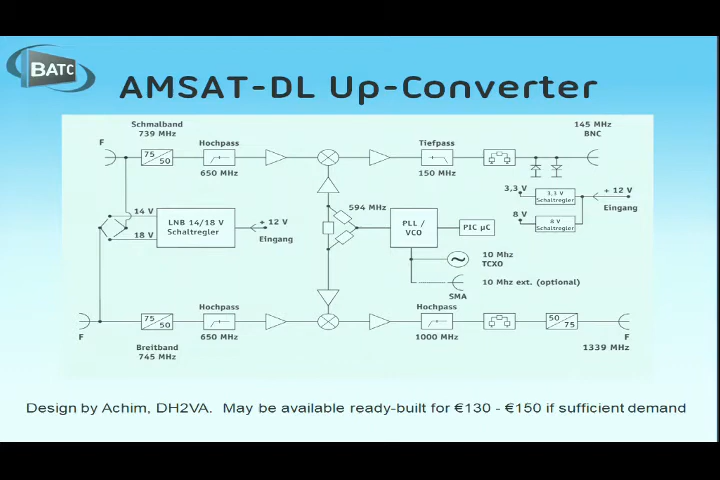 BATC
AMSAT-DL Up-Converter
Schmalband
739 MHz
145 MHz
BNC
F
75
50
Hochpass
650 MHz
Tiefpass
150 MHz
3,3 V
3,3 V
Schaltregler
+ 12 V
Eingang
8 V
8 V
Schaltregler
14 V
18 V
LNB 14/18 V
Schaltregler
+ 12 V
Eingang
594 MHz
PLL /
VCO
PIC µC
10 Mhz
TCXO
10 Mhz ext. (optional)
SMA
F
75
50
Breitband
745 MHz
Hochpass
650 MHz
Hochpass
1000 MHz
50
75
F
1339 MHz
Design by Achim, DH2VA. May be available ready-built for €130 - €150 if sufficient demand